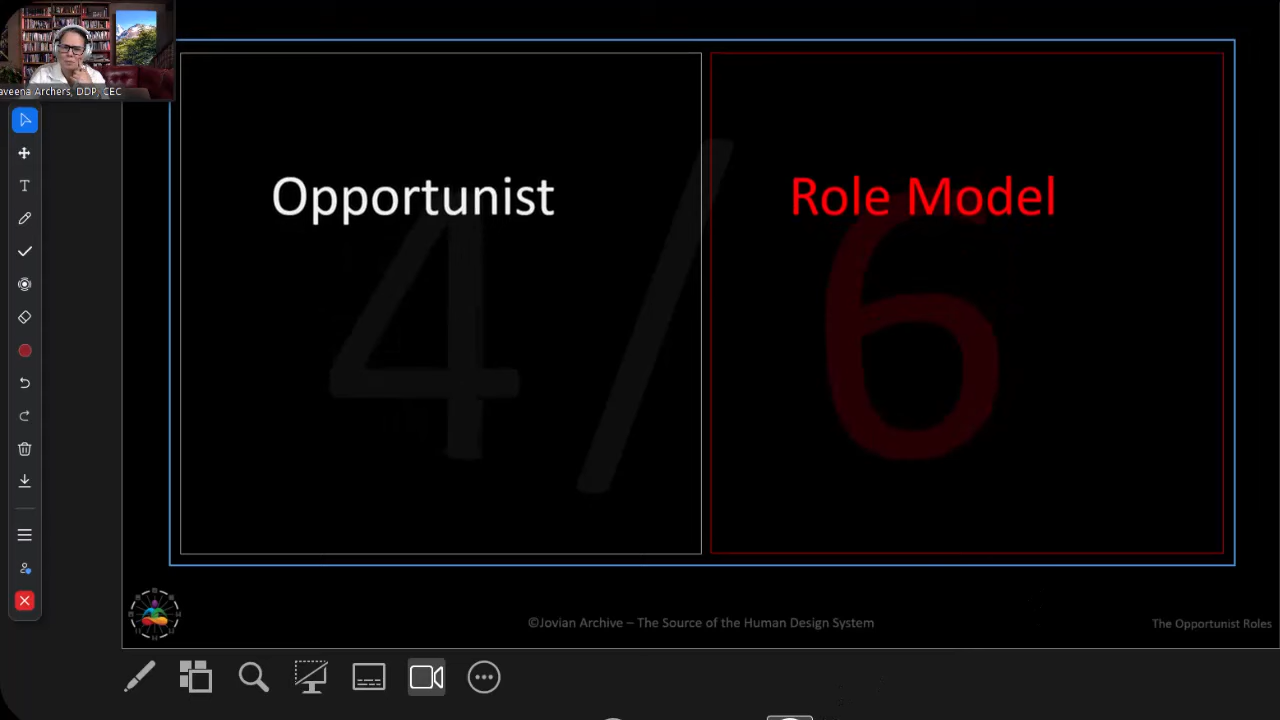 aveena Archers, DDP, CEC
Opportunist
Role Model
4 / 6
©Jovian Archive – The Source of the Human Design System
The Opportunist Roles